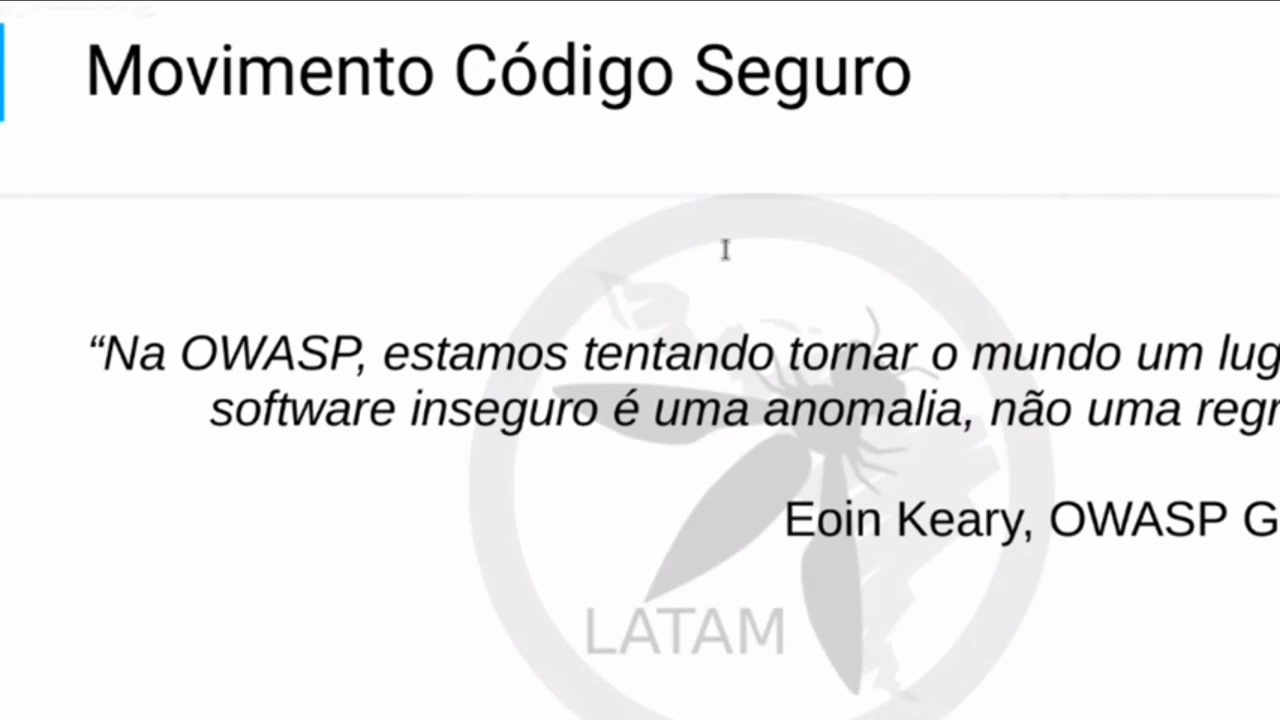 Movimento Código Seguro
“Na OWASP, estamos tentando tornar o mundo um lug
software inseguro é uma anomalia, não uma regr
Eoin Keary, OWASP G
LATAM